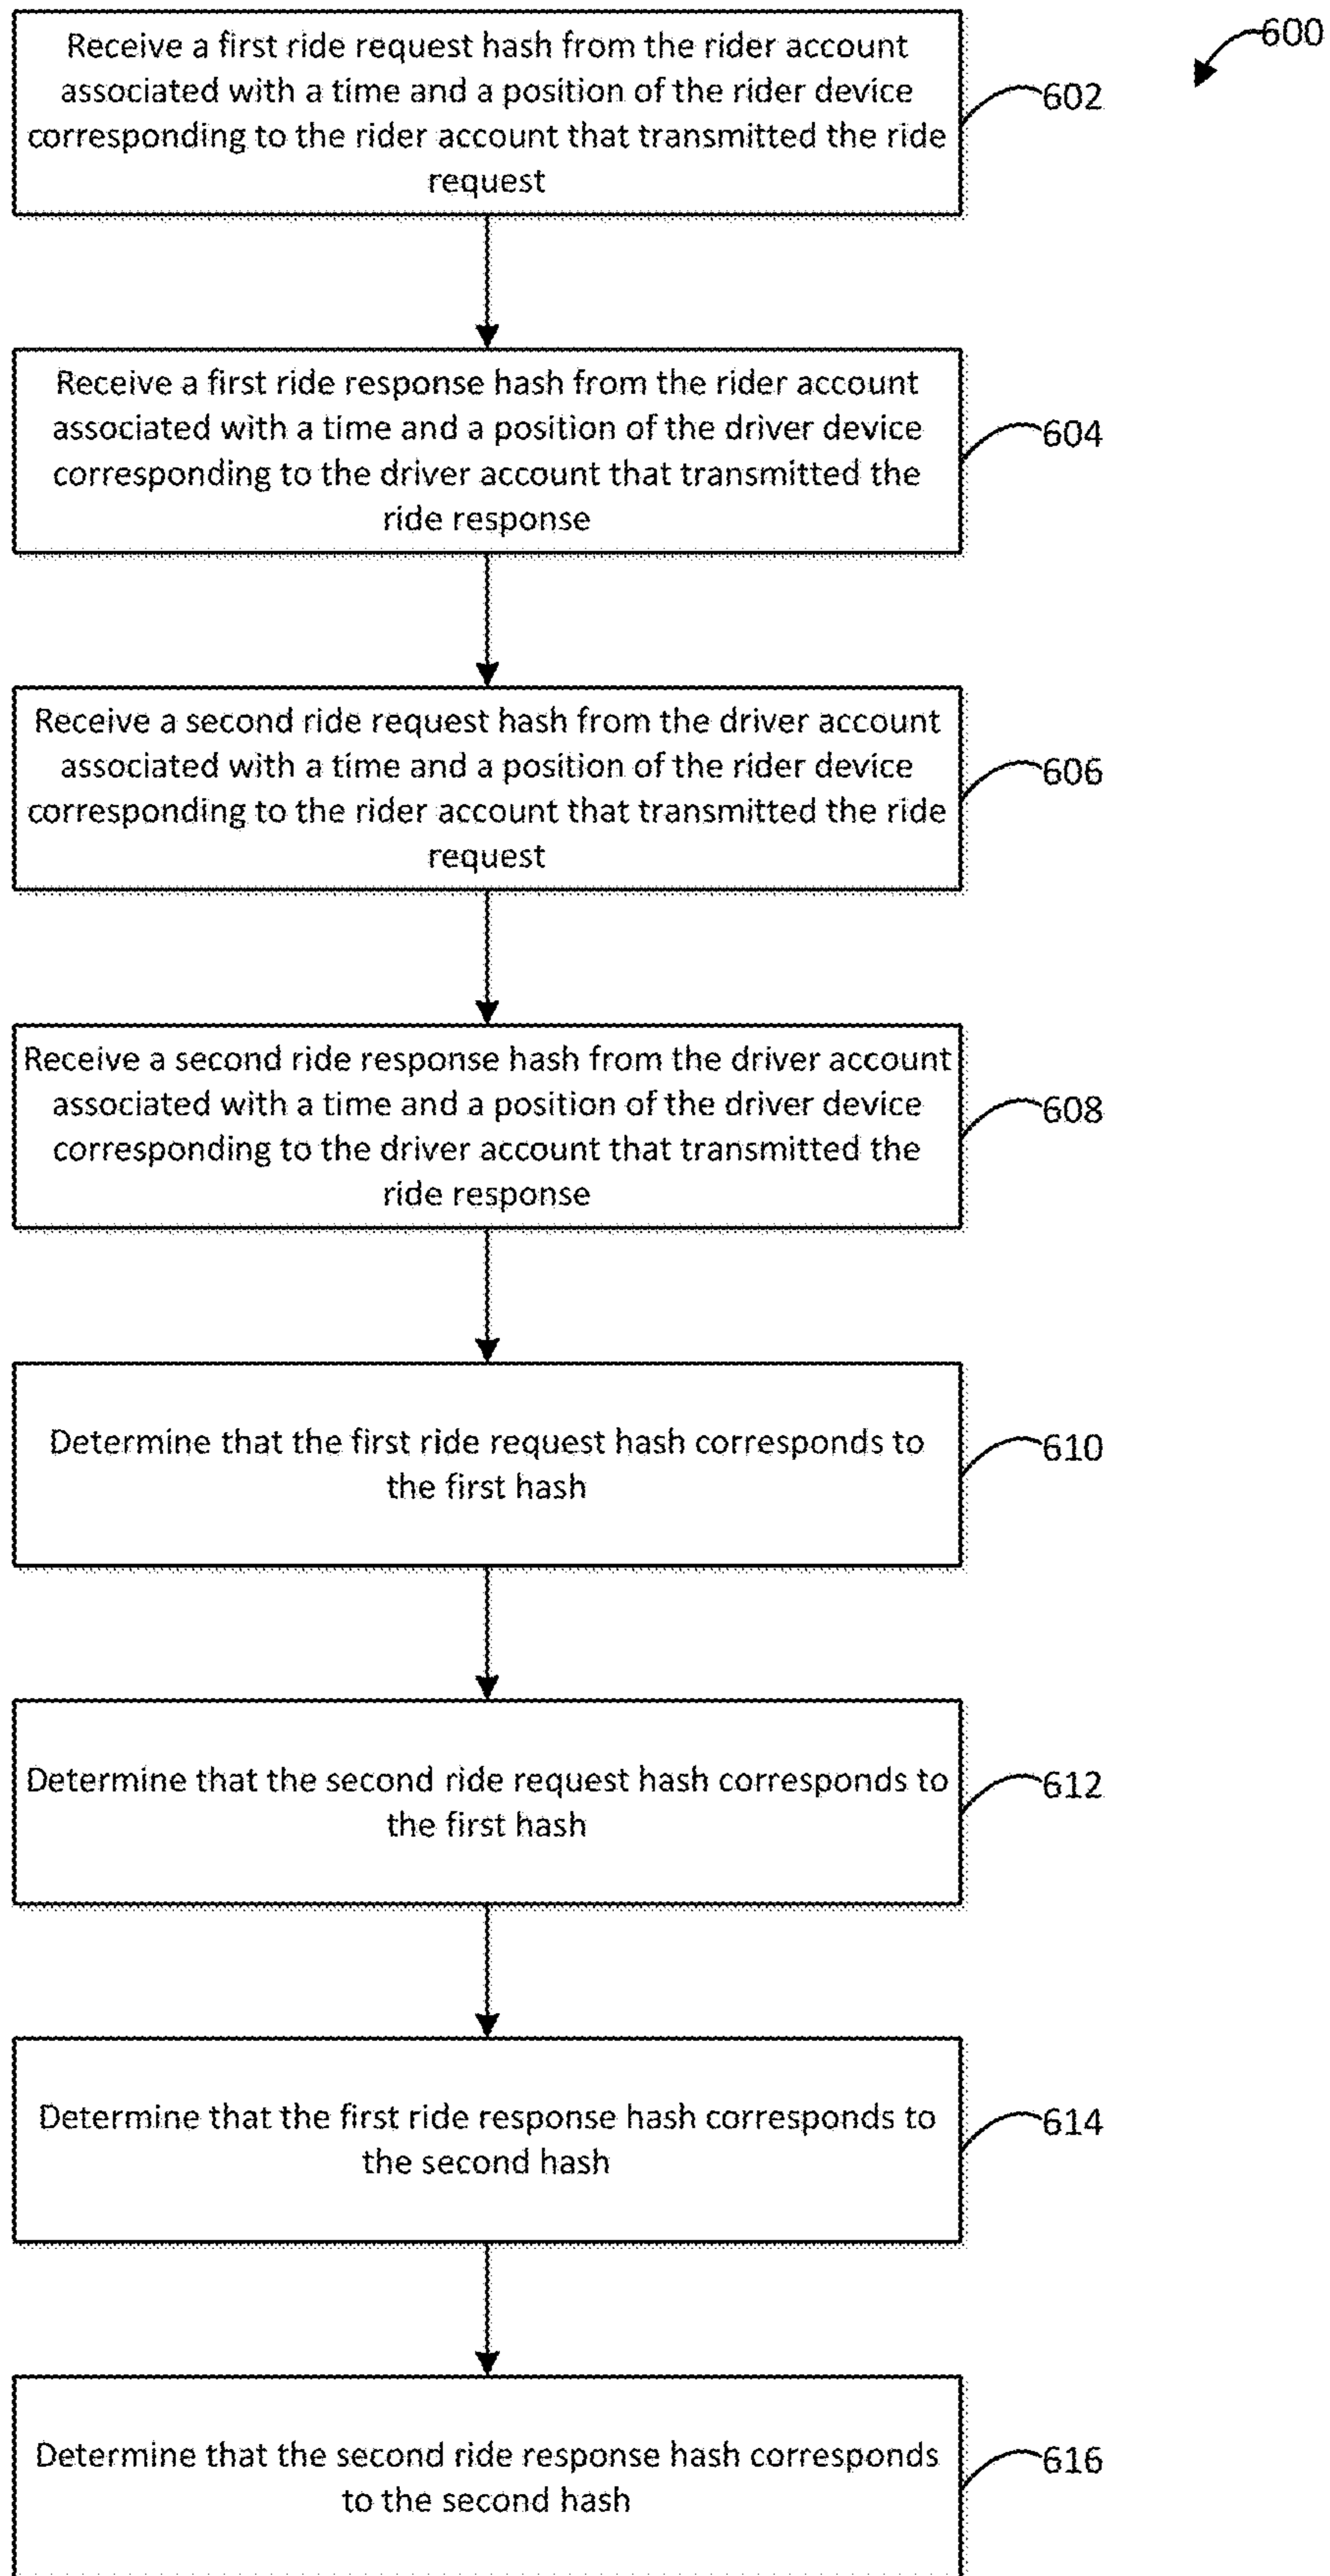 600
Receive a first ride request hash from the rider account
associated with a time and a position of the rider device
corresponding to the rider account that transmitted the ride
request
602
Receive a first ride response hash from the rider account
associated with a time and a position of the driver device
corresponding to the driver account that transmitted the
ride response
604
Receive a second ride request hash from the driver account
associated with a time and a position of the rider device
corresponding to the rider account that transmitted the ride
request
606
Receive a second ride response hash from the driver account
associated with a time and a position of the driver device
corresponding to the driver account that transmitted the
ride response
608
Determine that the first ride request hash corresponds to
the first hash
610
Determine that the second ride request hash corresponds to
the first hash
612
Determine that the first ride response hash corresponds to
the second hash
614
Determine that the second ride response hash corresponds
to the second hash
616